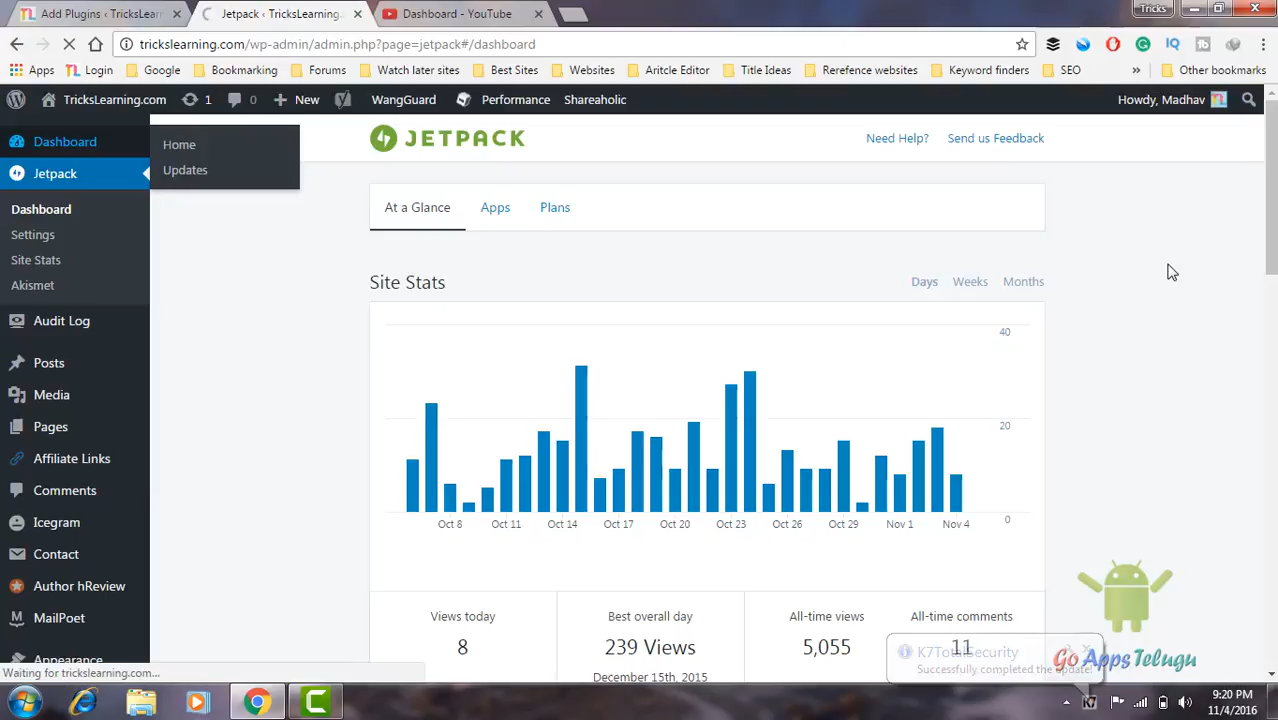 Add Plugins ‹ TricksLearn
Jetpack ‹ TricksLearning.
Dashboard - YouTube
Tricks
trickslearning.com/wp-admin/admin.php?page=jetpack#/dashboard
Apps
Login
Google
Bookmarking
Forums
Watch later sites
Best Sites
Websites
Aritcle Editor
Title Ideas
Rerefence websites
Keyword finders
SEO
»
Other bookmarks
TricksLearning.com
1
0
New
WangGuard
Performance
Shareaholic
Howdy, Madhav
Dashboard
Home
Updates
Jetpack
Dashboard
Settings
Site Stats
Akismet
Audit Log
Posts
Media
Pages
Affiliate Links
Comments
Icegram
Contact
Author hReview
MailPoet
Appearance
JETPACK
Need Help?
Send us Feedback
At a Glance
Apps
Plans
Site Stats
Days
Weeks
Months
40
20
0
Oct 8
Oct 11
Oct 14
Oct 17
Oct 20
Oct 23
Oct 26
Oct 29
Nov 1
Nov 4
Views today
8
Best overall day
239 Views
December 15th, 2015
All-time views
5,055
All-time comments
11
K7TotalSecurity
Successfully completed the update!
Go Apps Telugu
Waiting for trickslearning.com...
9:20 PM
11/4/2016